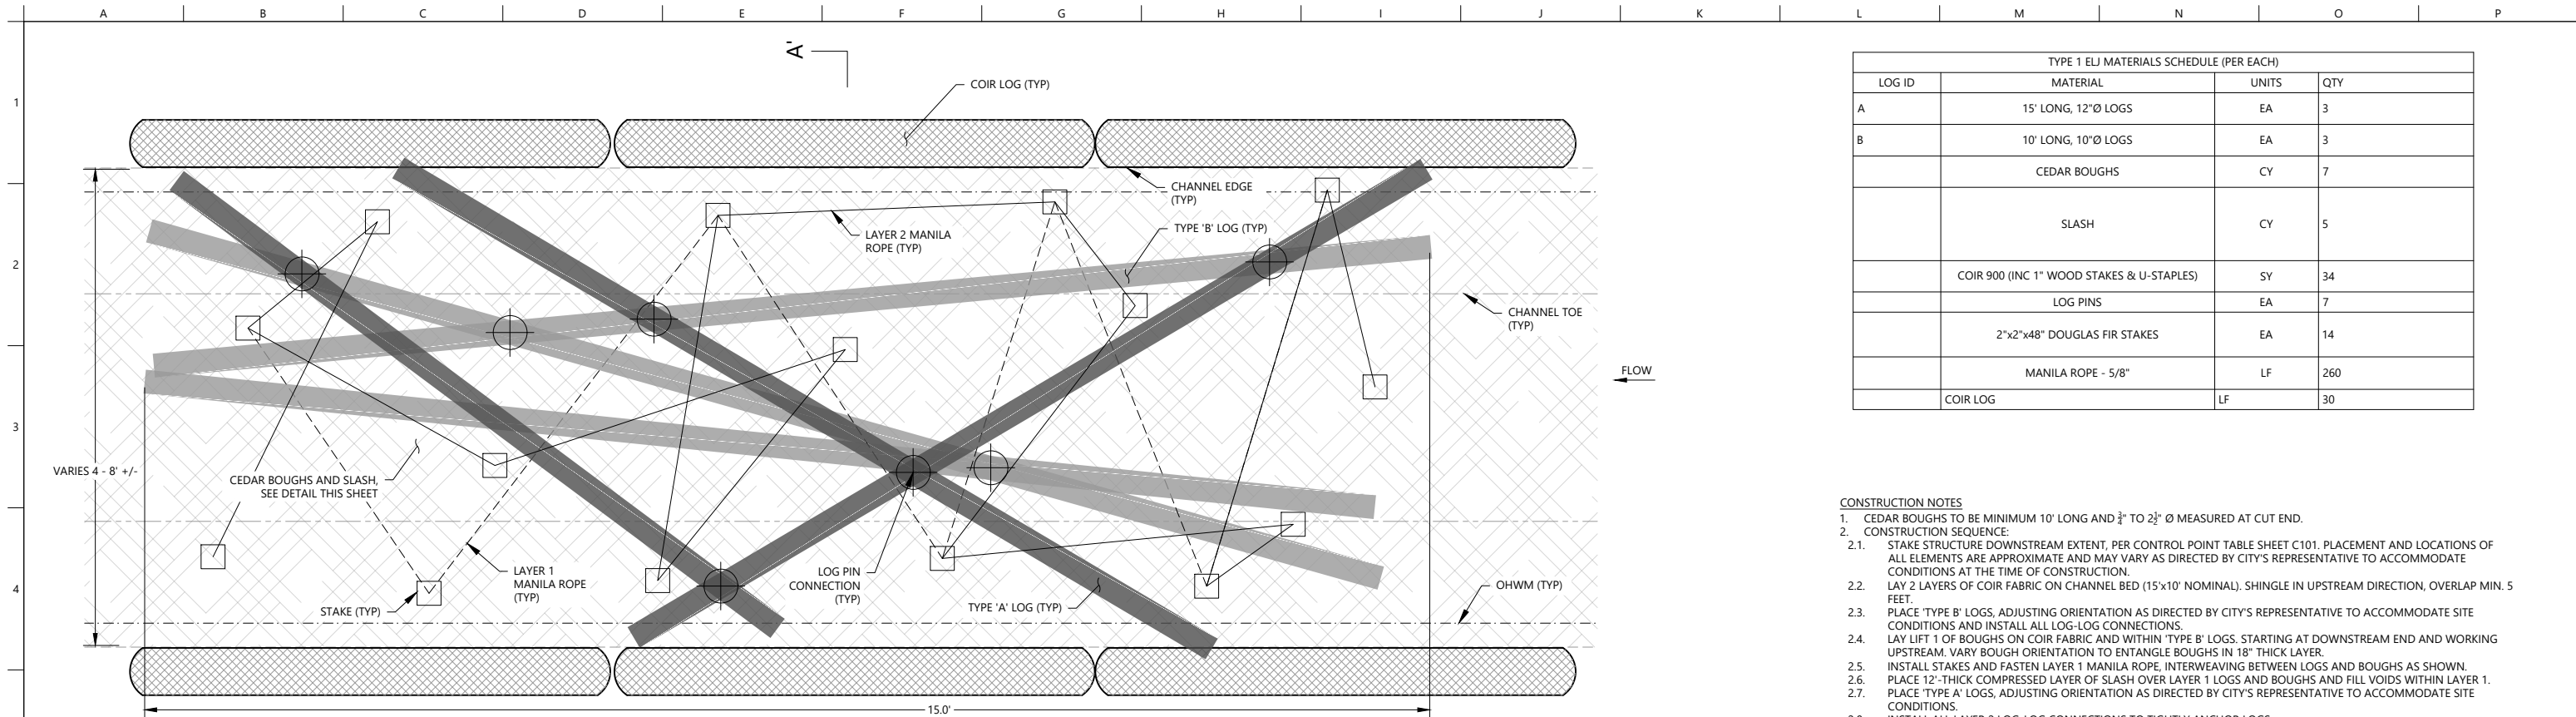 A B C D E F G H I J K L M N O P
1
2
3
4
A'
COIR LOG (TYP)
CHANNEL EDGE
(TYP)
LAYER 2 MANILA
ROPE (TYP)
TYPE 'B' LOG (TYP)
CHANNEL TOE
(TYP)
FLOW
VARIES 4 - 8' +/-
CEDAR BOUGHS AND SLASH,
SEE DETAIL THIS SHEET
LAYER 1
MANILA ROPE
(TYP)
STAKE (TYP)
LOG PIN
CONNECTION
(TYP)
TYPE 'A' LOG (TYP)
OHWM (TYP)
15.0'
TYPE 1 ELJ MATERIALS SCHEDULE (PER EACH)
LOG ID MATERIAL UNITS QTY
A 15' LONG, 12"Ø LOGS EA 3
B 10' LONG, 10"Ø LOGS EA 3
CEDAR BOUGHS CY 7
SLASH CY 5
COIR 900 (INC 1" WOOD STAKES & U-STAPLES) SY 34
LOG PINS EA 7
2"x2"x48" DOUGLAS FIR STAKES EA 14
MANILA ROPE - 5/8" LF 260
COIR LOG LF 30
CONSTRUCTION NOTES
1. CEDAR BOUGHS TO BE MINIMUM 10' LONG AND 3/4" TO 2 1/2" Ø MEASURED AT CUT END.
2. CONSTRUCTION SEQUENCE:
2.1. STAKE STRUCTURE DOWNSTREAM EXTENT, PER CONTROL POINT TABLE SHEET C101. PLACEMENT AND LOCATIONS OF
ALL ELEMENTS ARE APPROXIMATE AND MAY VARY AS DIRECTED BY CITY'S REPRESENTATIVE TO ACCOMMODATE
CONDITIONS AT THE TIME OF CONSTRUCTION.
2.2. LAY 2 LAYERS OF COIR FABRIC ON CHANNEL BED (15'x10' NOMINAL). SHINGLE IN UPSTREAM DIRECTION, OVERLAP MIN. 5
FEET.
2.3. PLACE 'TYPE B' LOGS, ADJUSTING ORIENTATION AS DIRECTED BY CITY'S REPRESENTATIVE TO ACCOMMODATE SITE
CONDITIONS AND INSTALL ALL LOG-LOG CONNECTIONS.
2.4. LAY LIFT 1 OF BOUGHS ON COIR FABRIC AND WITHIN 'TYPE B' LOGS. STARTING AT DOWNSTREAM END AND WORKING
UPSTREAM. VARY BOUGH ORIENTATION TO ENTANGLE BOUGHS IN 18" THICK LAYER.
2.5. INSTALL STAKES AND FASTEN LAYER 1 MANILA ROPE, INTERWEAVING BETWEEN LOGS AND BOUGHS AS SHOWN.
2.6. PLACE 12'-THICK COMPRESSED LAYER OF SLASH OVER LAYER 1 LOGS AND BOUGHS AND FILL VOIDS WITHIN LAYER 1.
2.7. PLACE 'TYPE A' LOGS, ADJUSTING ORIENTATION AS DIRECTED BY CITY'S REPRESENTATIVE TO ACCOMMODATE SITE
CONDITIONS.